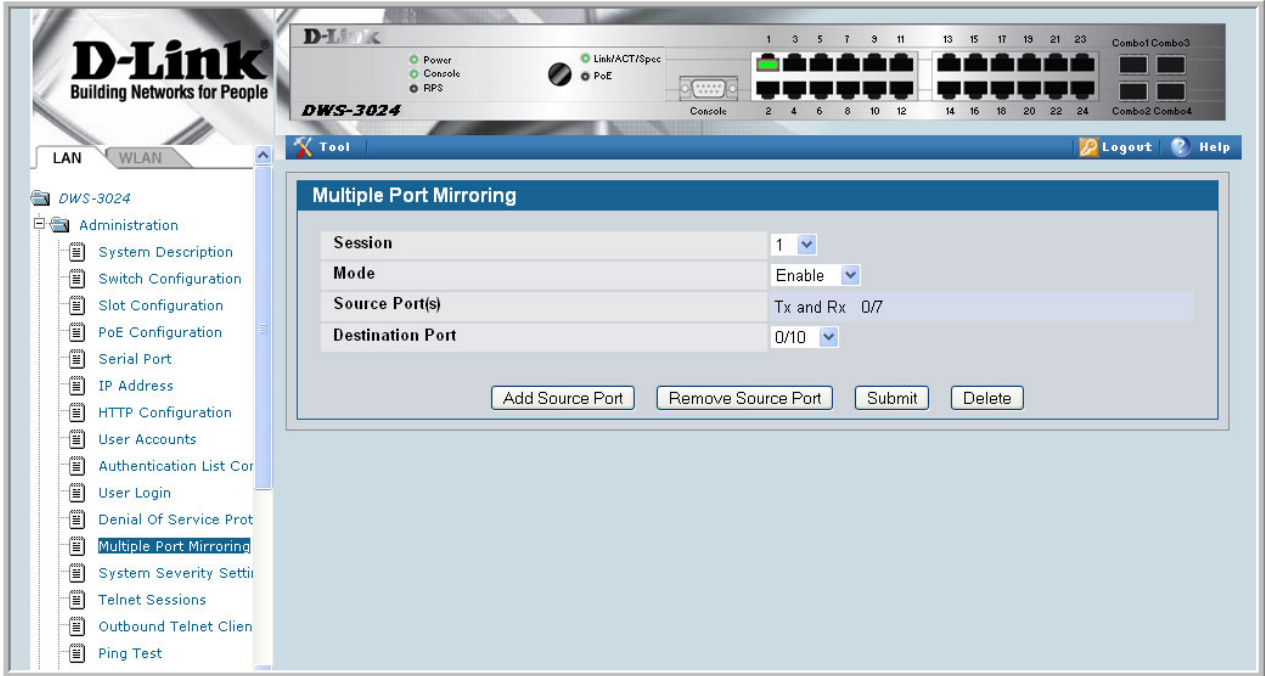 D-Link®
Building Networks for People
D-Link
Power
Console
RPS
Link/ACT/Spec
PoE
DWS-3024
Console
1 3 5 7 9 11
13 15 17 19 21 23
Combo1 Combo3
2 4 6 8 10 12
14 16 18 20 22 24
Combo2 Combo4
LAN
WLAN
Tool
Logout
Help
DWS-3024
Administration
System Description
Switch Configuration
Slot Configuration
PoE Configuration
Serial Port
IP Address
HTTP Configuration
User Accounts
Authentication List Cor
User Login
Denial Of Service Prot
Multiple Port Mirroring
System Severity Settin
Telnet Sessions
Outbound Telnet Clien
Ping Test
Multiple Port Mirroring
Session 1
Mode Enable
Source Port(s) Tx and Rx 0/7
Destination Port 0/10
Add Source Port Remove Source Port Submit Delete